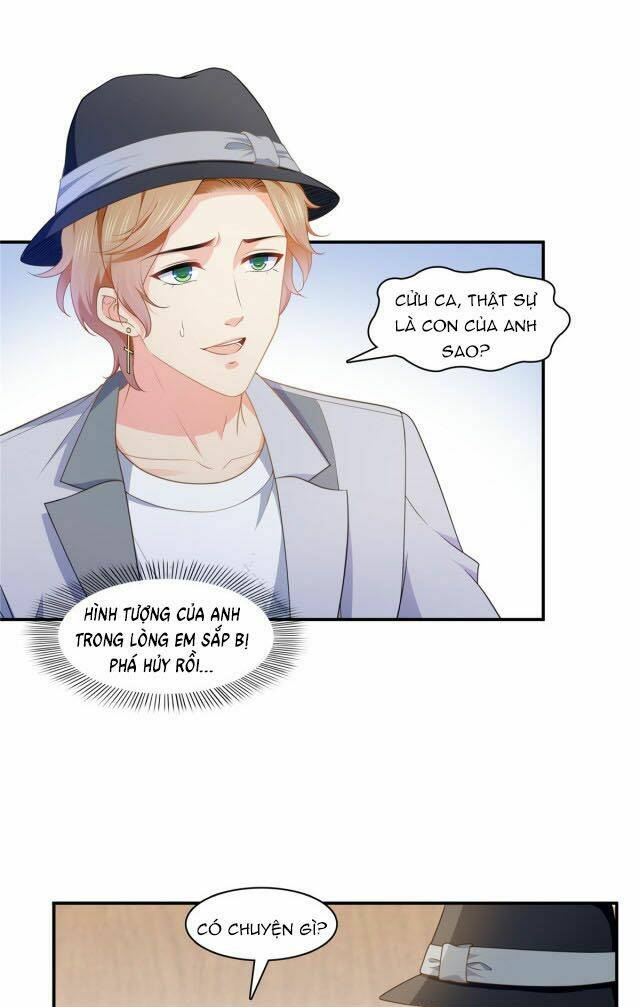 CỬU CA, THẬT SỰ
LÀ CON CỦA ANH
SAO?
HÌNH TƯỢNG CỦA ANH
TRONG LÒNG EM SẮP BỊ
PHÁ HỦY RỒI...
CÓ CHUYỆN GÌ?